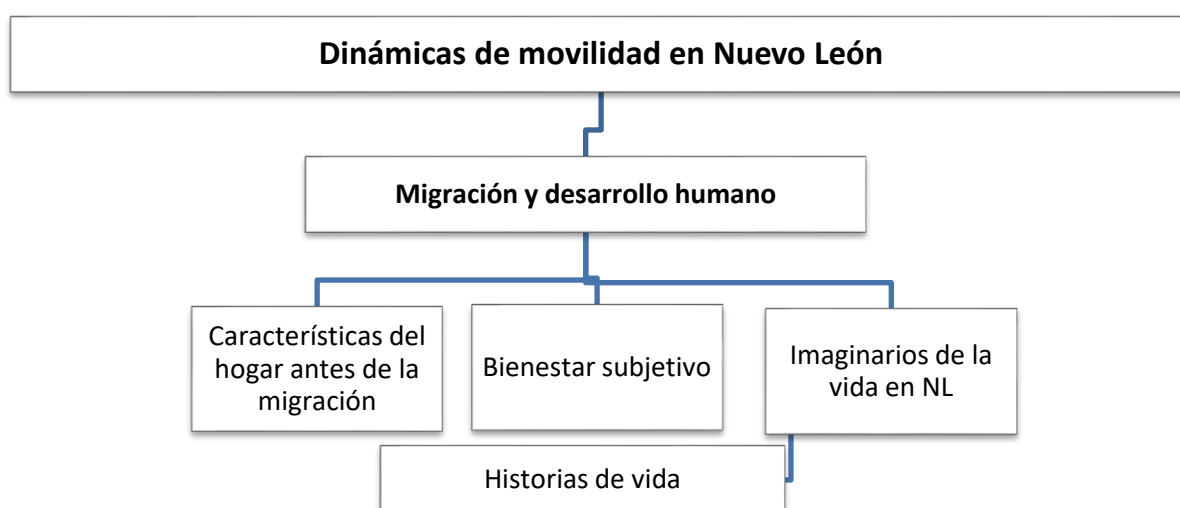 Dinámicas de movilidad en Nuevo León
Migración y desarrollo humano
Características del
hogar antes de la
migración
Bienestar subjetivo
Imaginarios de la
vida en NL
Historias de vida